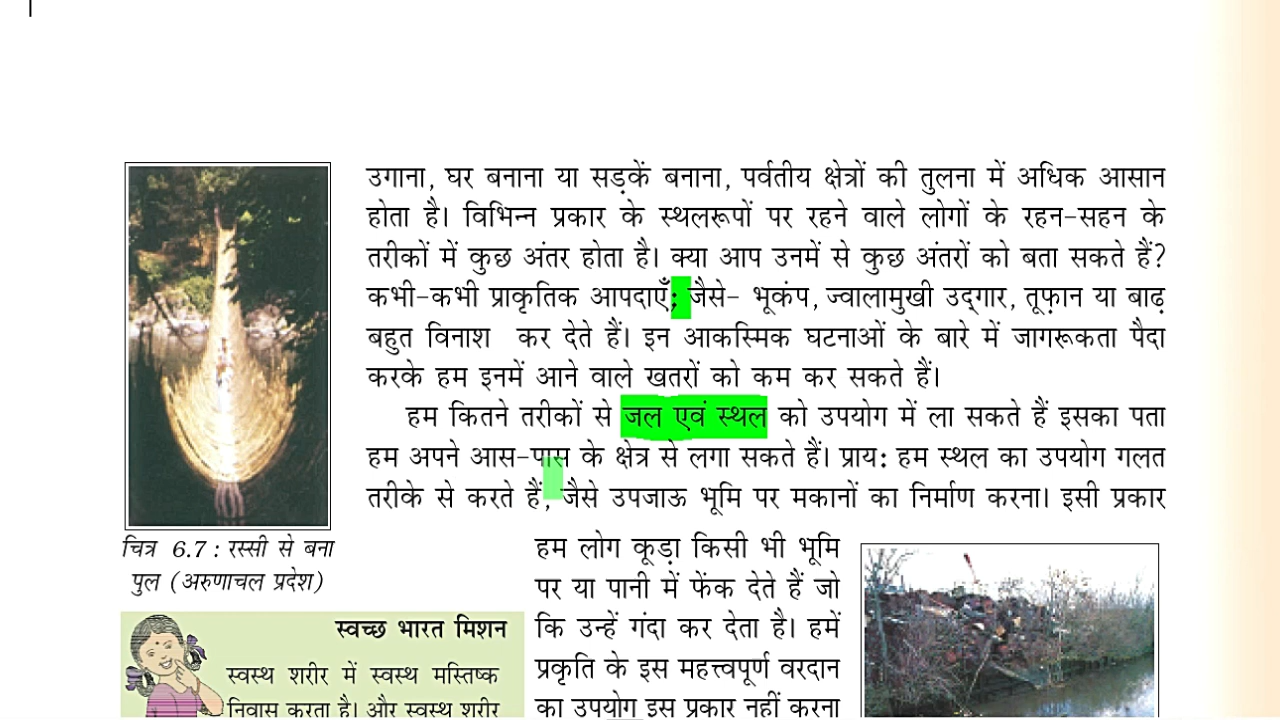 उगाना, घर बनाना या सड़कें बनाना, पर्वतीय क्षेत्रों की तुलना में अधिक आसान
होता है। विभिन्न प्रकार के स्थलरूपों पर रहने वाले लोगों के रहन-सहन के
तरीकों में कुछ अंतर होता है। क्या आप उनमें से कुछ अंतरों को बता सकते हैं?
कभी-कभी प्राकृतिक आपदाएँ; जैसे- भूकंप, ज्वालामुखी उद्‌गार, तूफ़ान या बाढ़
बहुत विनाश कर देते हैं। इन आकस्मिक घटनाओं के बारे में जागरूकता पैदा
करके हम इनमें आने वाले खतरों को कम कर सकते हैं।
हम कितने तरीकों से जल एवं स्थल को उपयोग में ला सकते हैं इसका पता
हम अपने आस-पास के क्षेत्र से लगा सकते हैं। प्राय: हम स्थल का उपयोग गलत
तरीके से करते हैं, जैसे उपजाऊ भूमि पर मकानों का निर्माण करना। इसी प्रकार
हम लोग कूड़ा किसी भी भूमि
पर या पानी में फेंक देते हैं जो
कि उन्हें गंदा कर देता है। हमें
प्रकृति के इस महत्त्वपूर्ण वरदान
का उपयोग इस प्रकार नहीं करना
चित्र 6.7 : रस्सी से बना
पुल (अरुणाचल प्रदेश)
स्वच्छ भारत मिशन
स्वस्थ शरीर में स्वस्थ मस्तिष्क
निवास करता है। और स्वस्थ शरीर